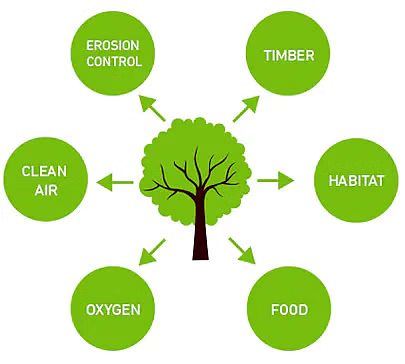 EROSION
CONTROL
TIMBER
CLEAN
AIR
HABITAT
OXYGEN
FOOD